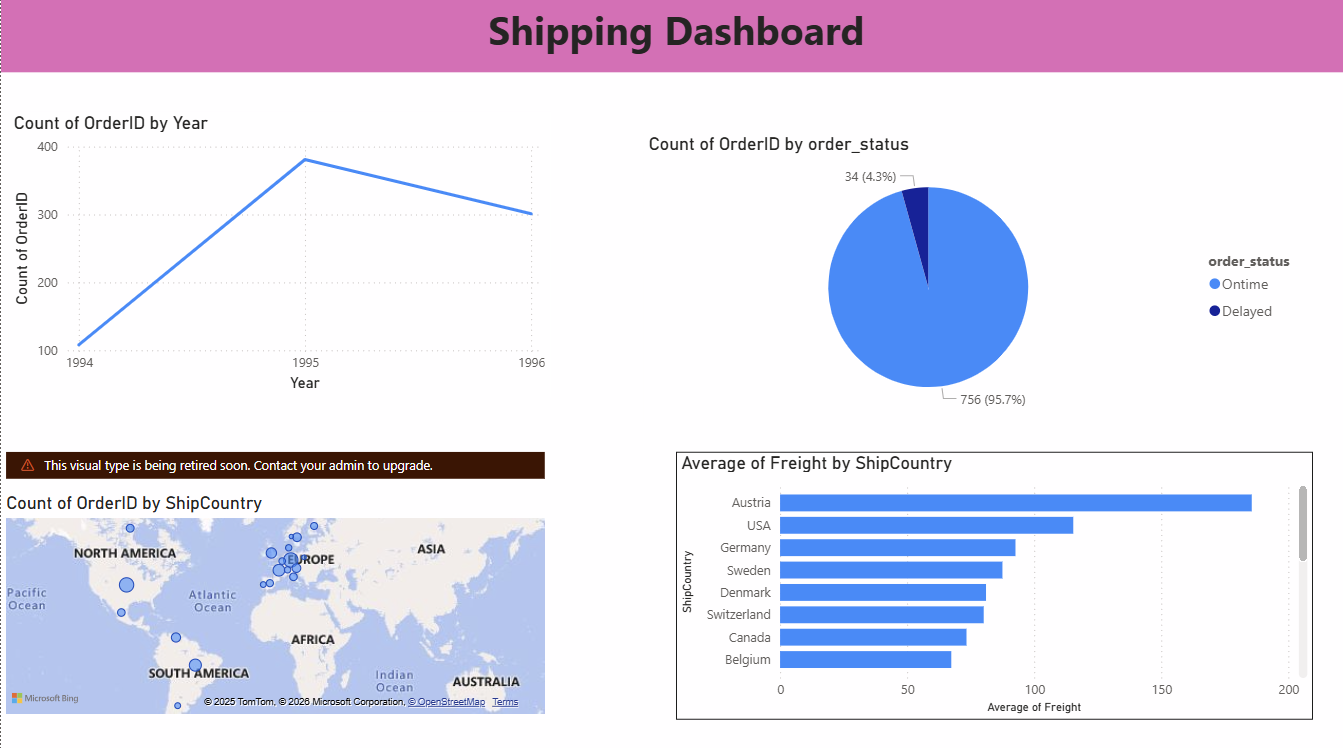 Shipping Dashboard
Count of OrderID by Year
400
300
200
100
Count of OrderID
1994
1995
1996
Year
Count of OrderID by order_status
34 (4.3%)
756 (95.7%)
order_status
Ontime
Delayed
This visual type is being retired soon. Contact your admin to upgrade.
Count of OrderID by ShipCountry
NORTH AMERICA
EUROPE
ASIA
Pacific
Ocean
Atlantic
Ocean
AFRICA
SOUTH AMERICA
Indian
Ocean
AUSTRALIA
Microsoft Bing
© 2025 TomTom, © 2026 Microsoft Corporation, © OpenStreetMap Terms
Average of Freight by ShipCountry
ShipCountry
Austria
USA
Germany
Sweden
Denmark
Switzerland
Canada
Belgium
0
50
100
150
200
Average of Freight